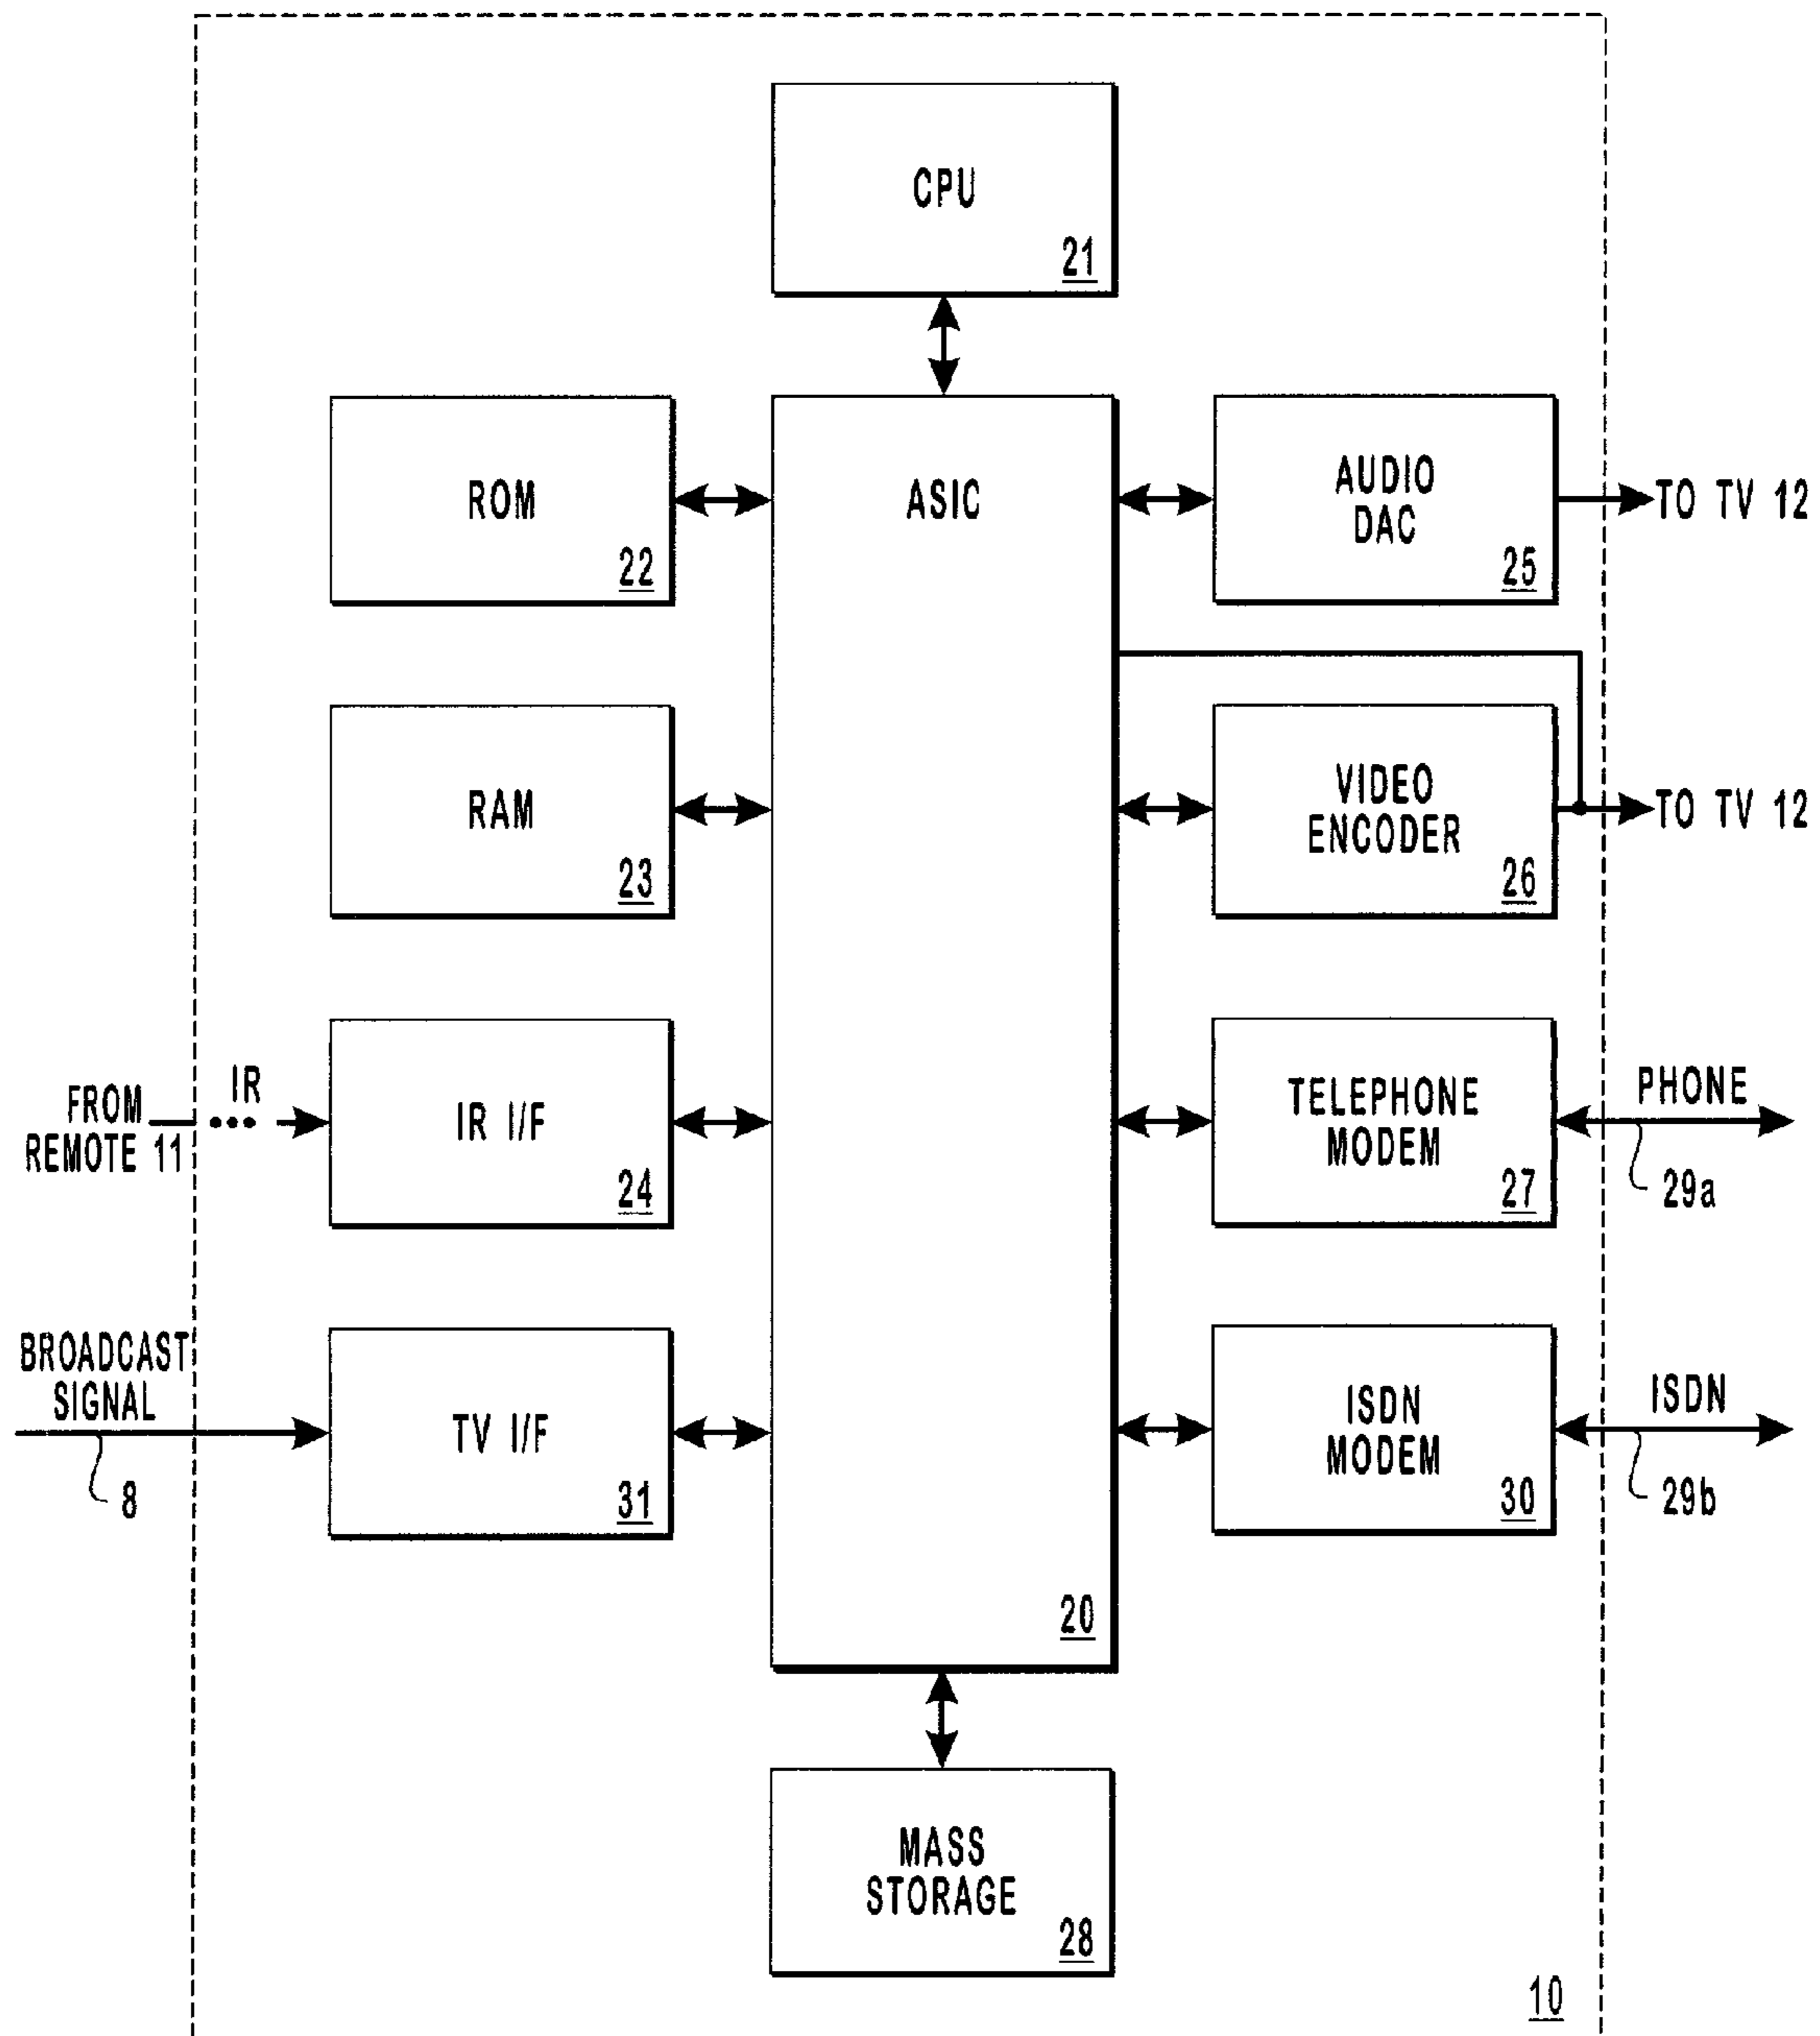 CPU
21
ROM
22
ASIC
AUDIO
DAC
25
TO TV 12
RAM
23
VIDEO
ENCODER
26
TO TV 12
FROM
REMOTE 11
IR
IR I/F
24
TELEPHONE
MODEM
27
PHONE
29a
BROADCAST
SIGNAL
8
TV I/F
31
ISDN
MODEM
30
ISDN
29b
20
MASS
STORAGE
28
10